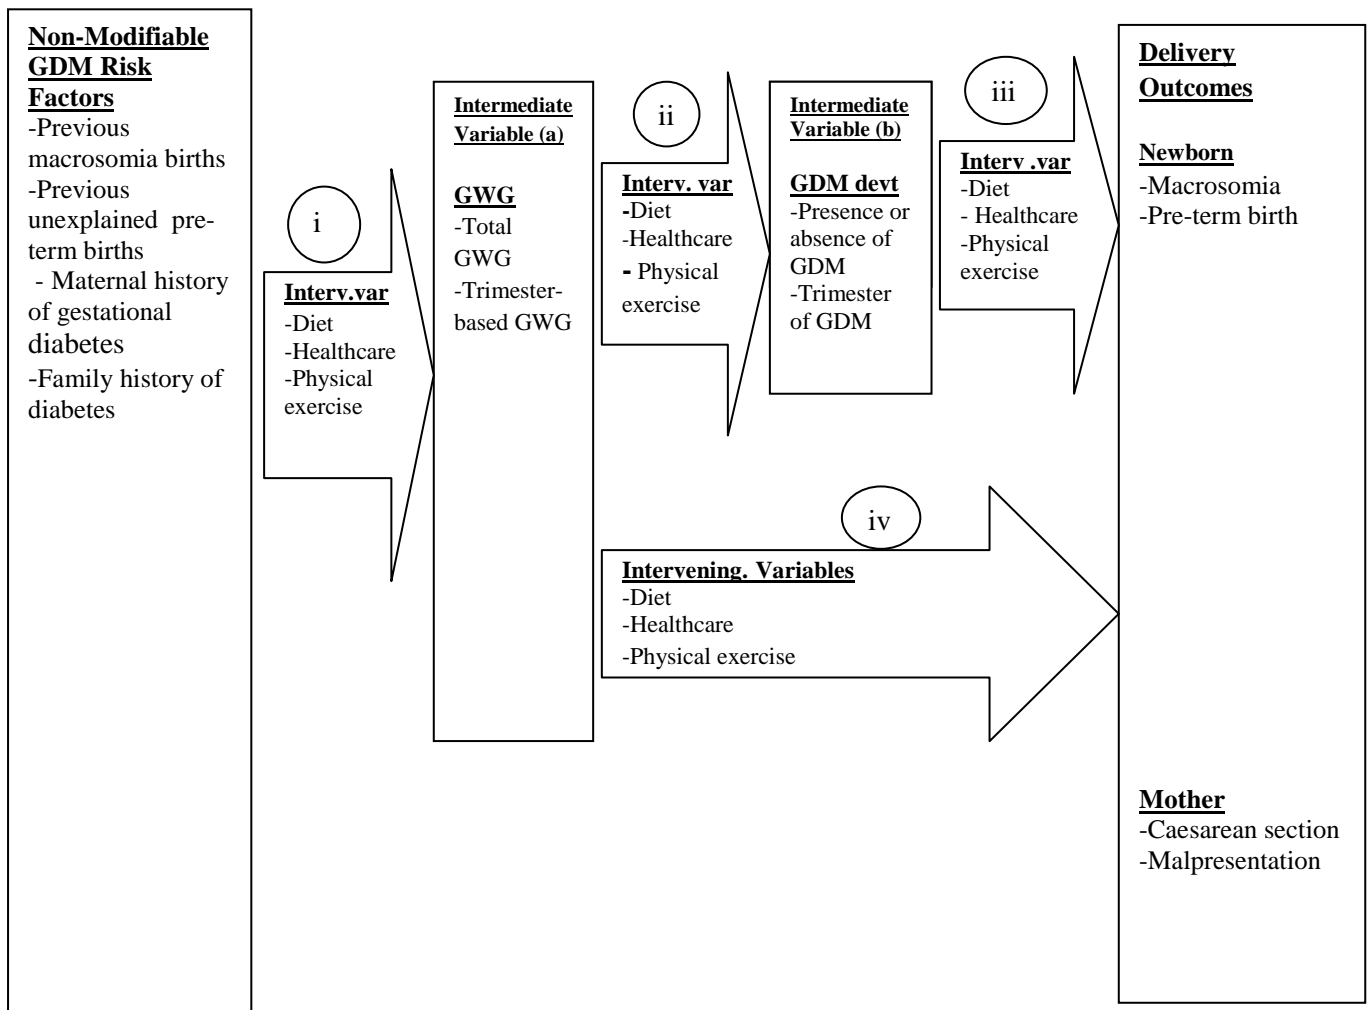 Non-Modifiable
GDM Risk
Factors
-Previous
macrosomia births
-Previous
unexplained pre-
term births
- Maternal history
of gestational
diabetes
-Family history of
diabetes
i
Interv.var
-Diet
-Healthcare
-Physical
exercise
Intermediate
Variable (a)
GWG
-Total
GWG
-Trimester-
based GWG
ii
Interv. var
-Diet
-Healthcare
- Physical
exercise
Intermediate
Variable (b)
GDM devt
-Presence or
absence of
GDM
-Trimester
of GDM
iii
Interv .var
-Diet
- Healthcare
-Physical
exercise
iv
Intervening. Variables
-Diet
-Healthcare
-Physical exercise
Delivery
Outcomes
Newborn
-Macrosomia
-Pre-term birth
Mother
-Caesarean section
-Malpresentation